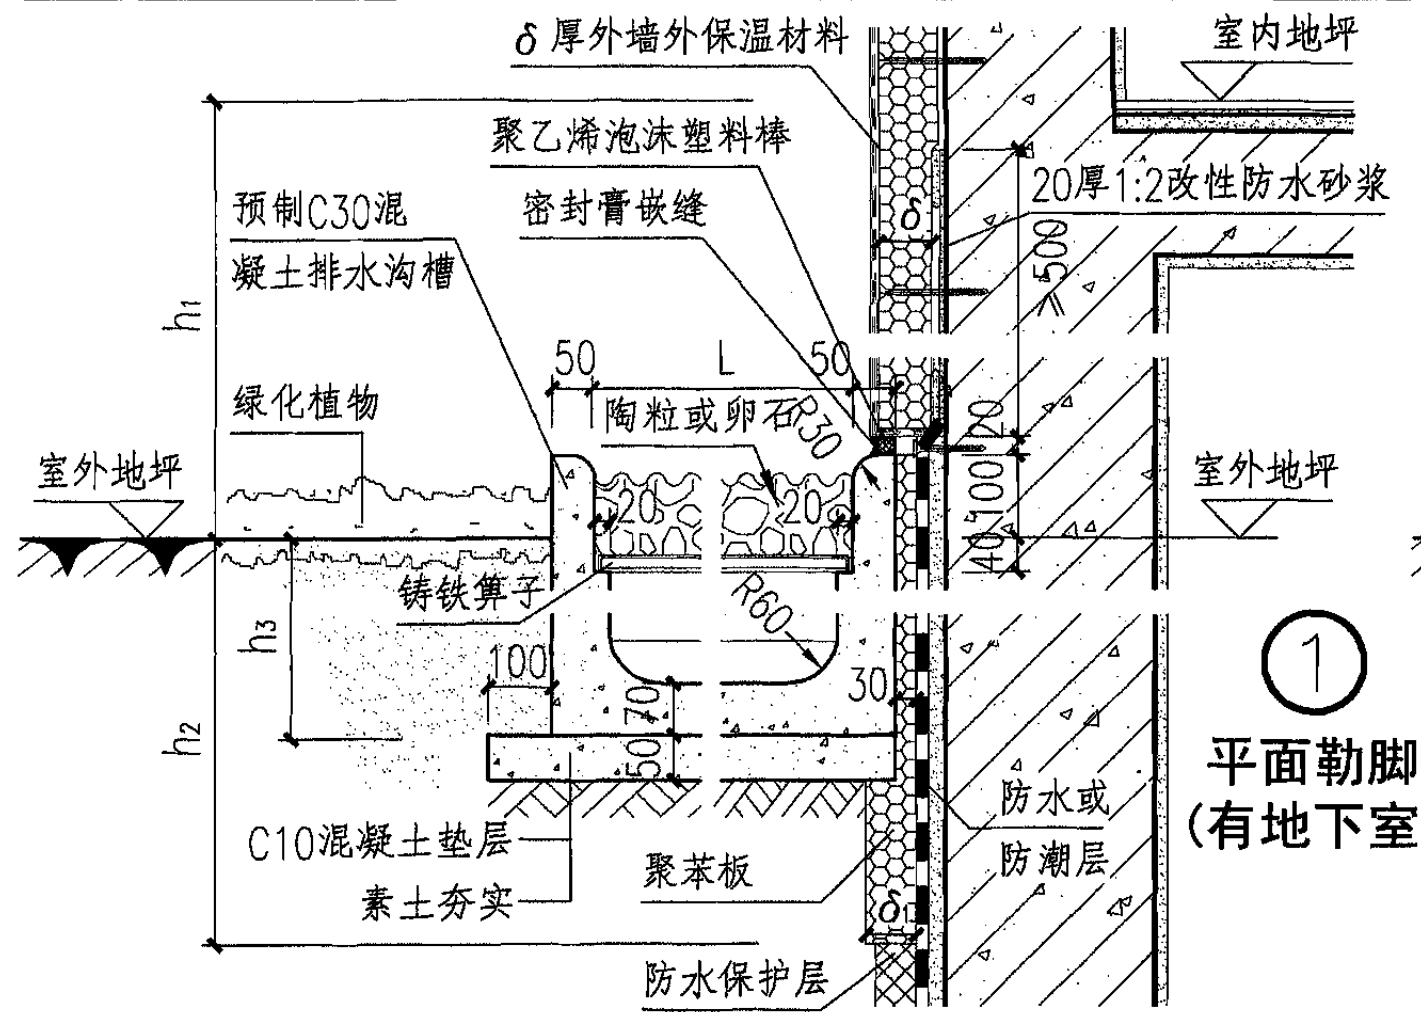 δ厚外墙外保温材料
室内地坪
聚乙烯泡沫塑料棒
20厚1:2改性防水砂浆
预制C30混
凝土排水沟槽
密封膏嵌缝
δ
≥500
h1
50
L
50
绿化植物
陶粒或卵石
R30
20
室外地坪
100
室外地坪
20
20
40
铸铁箅子
R60
h3
100
30
70
1
h2
50
平面勒脚
防水或
防潮层
(有地下室
C10混凝土垫层
聚苯板
素土夯实
δ1
防水保护层